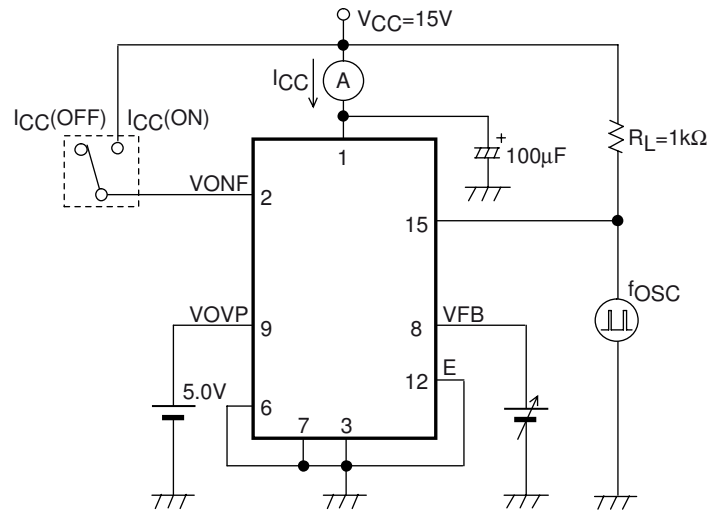 VCC=15V
ICC
A
ICC(OFF) ICC(ON)
+
100μF
RL=1kΩ
1
VONF
2
15
fOSC
VOVP
9
8
VFB
5.0V
6
12
E
7
3